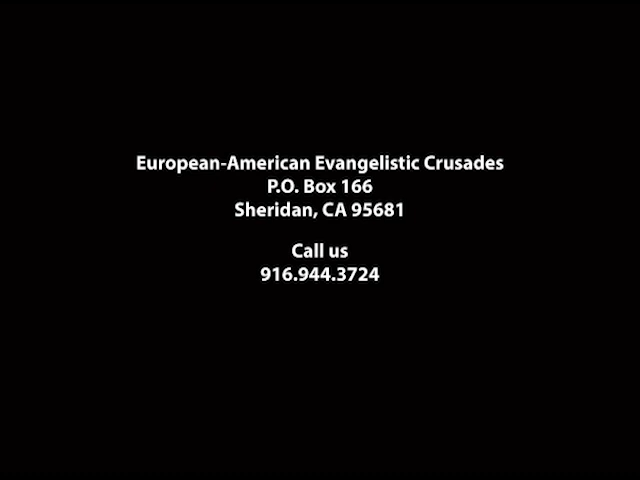 European-American Evangelistic Crusades
P.O. Box 166
Sheridan, CA 95681
Call us
916.944.3724